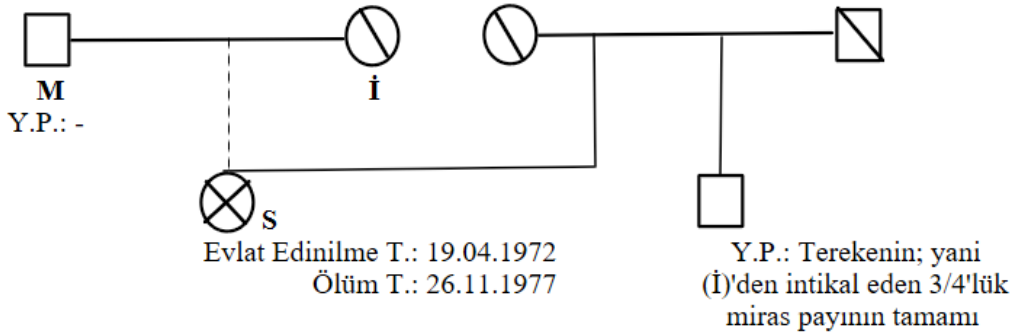 M
İ
Y.P.: -
S
Evlat Edinilme T.: 19.04.1972
Ölüm T.: 26.11.1977
Y.P.: Terekenin; yani
(İ)'den intikal eden 3/4'lük
miras payının tamamı